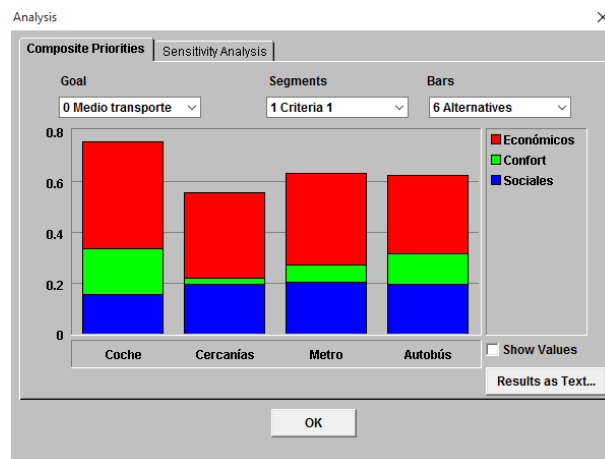 Analysis
Composite Priorities Sensitivity Analysis
Goal Segments Bars
0 Medio transporte 1 Criteria 1 6 Alternatives
0.8
0.6
0.4
0.2
0
Económicos
Confort
Sociales
Coche Cercanías Metro Autobús
Show Values
Results as Text...
OK